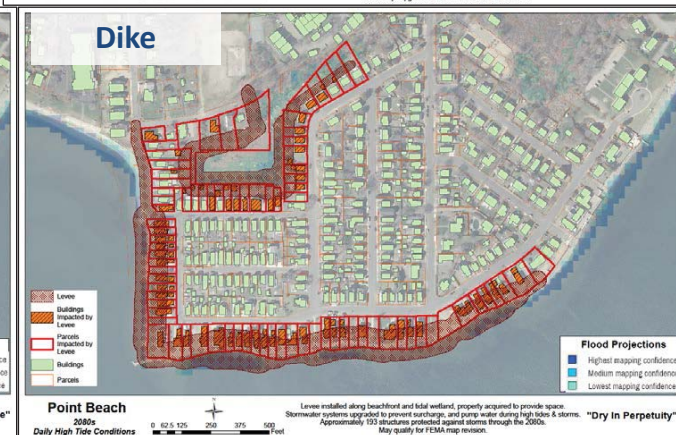 Dike
Levee
Buildings
Impacted by
Levee
Parcels
Impacted by
Levee
Buildings
Parcels
Flood Projections
Highest mapping confidence
Medium mapping confidence
Lowest mapping confidence
Point Beach
2080s
Daily High Tide Conditions
0 62.5 125 250 375 500
Feet
Levee installed along beachfront and tidal wetland, property acquired to provide space.
Stormwater systems upgraded to prevent surcharge, and pump water during high tides & storms.
Approximately 193 structures protected against storms through the 2080s.
May qualify for FEMA map revision.
"Dry In Perpetuity"